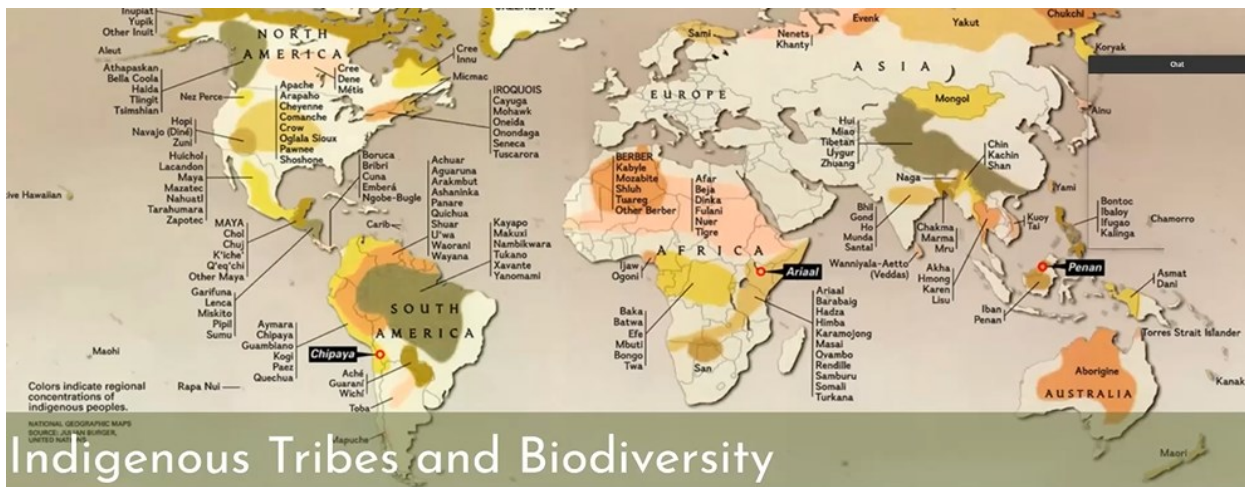 Inupiat
Yupik
Other Inuit
Aleut
NORTH
AMERICA
Athapaskan
Bella Coola
Haida
Tlingit
Tsimshian
Nez Perce
Cree
Dene
Métis
Cree
Innu
Micmac
Apache
Arapaho
Cheyenne
Comanche
Crow
Oglala Sioux
Pawnee
Shoshone
IROQUOIS
Cayuga
Mohawk
Oneida
Onondaga
Seneca
Tuscarora
Hopi
Navajo (Diné)
Zuni
Huichol
Lacandon
Maya
Mazatec
Nahuatl
Tarahumara
Zapotec
Boruca
Bribri
Cuna
Emberá
Ngobe-Bugle
Achuar
Aguaruna
Arakmbut
Ashaninka
Panare
Quichua
Shuar
U'wa
Waorani
Wayana
Carib
Kayapo
Makuxi
Nambikwara
Tukano
Xavante
Yanomami
MAYA
Chol
Chuj
K'iche'
Q'eq'chi
Other Maya
Garifuna
Lenca
Miskito
Pipil
Sumu
SOUTH
AMERICA
Aymara
Chipaya
Guambiano
Kogi
Paez
Quechua
Chipaya
Aché
Guaraní
Wichí
Toba
Mapuche
Maohi
Rapa Nui
ive Hawaiian
Sami
Nenets
Khanty
Evenk
Yakut
Chukchi
Koryak
Chat
EUROPE
ASIA
Mongol
Ainu
Hui
Miao
Tibetan
Uygur
Zhuang
Chin
Kachin
Shan
Naga
Yami
BERBER
Kabyle
Mozabite
Shluh
Tuareg
Other Berber
Afar
Beja
Dinka
Fulani
Nuer
Tigre
AFRICA
Ijaw
Ogoni
Ariaal
Bhil
Gond
Ho
Munda
Santal
Chakma
Marma
Mru
Kuoy
Tai
Bontoc
Ibaloy
Ifugao
Kalinga
Chamorro
Wanniyala-Aetto
(Veddas)
Akha
Hmong
Karen
Lisu
Penan
Iban
Penan
Asmat
Dani
Baka
Batwa
Efe
Mbuti
Bongo
Twa
Ariaal
Barabaig
Hadza
Himba
Karamojong
Masai
Ovambo
Rendille
Samburu
Somali
Turkana
San
Torres Strait Islander
Aborigine
AUSTRALIA
Kanak
Maori
Colors indicate regional
concentrations of
indigenous peoples.
NATIONAL GEOGRAPHIC MAPS
SOURCE: JULIAN BURGER,
UNITED NATIONS
Indigenous Tribes and Biodiversity